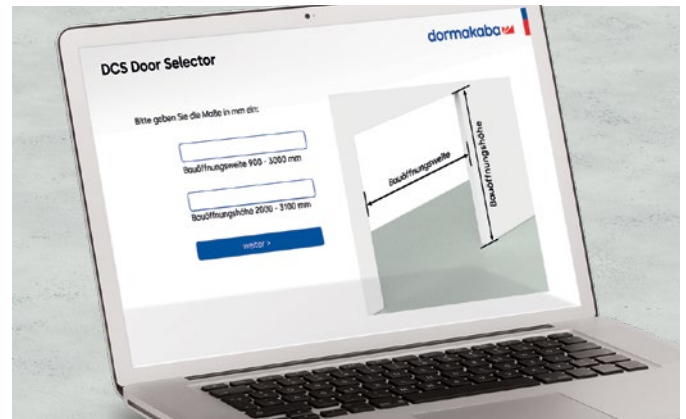 dormakaba
DCS Door Selector
Bitte geben Sie die Maße in mm ein:
Bauöffnungsweite 900 - 3000 mm
Bauöffnungshöhe 2000 - 3100 mm
weiter >
Bauöffnungsweite
Bauöffnungshöhe